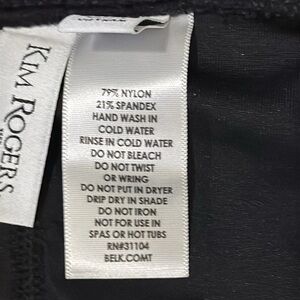 KIM ROGERS
79% NYLON
21% SPANDEX
HAND WASH IN
COLD WATER
RINSE IN COLD WATER
DO NOT BLEACH
DO NOT TWIST
OR WRING
DO NOT PUT IN DRYER
DRIP DRY IN SHADE
DO NOT IRON
NOT FOR USE IN
SPAS OR HOT TUBS
RN#31104
BELK.COMT